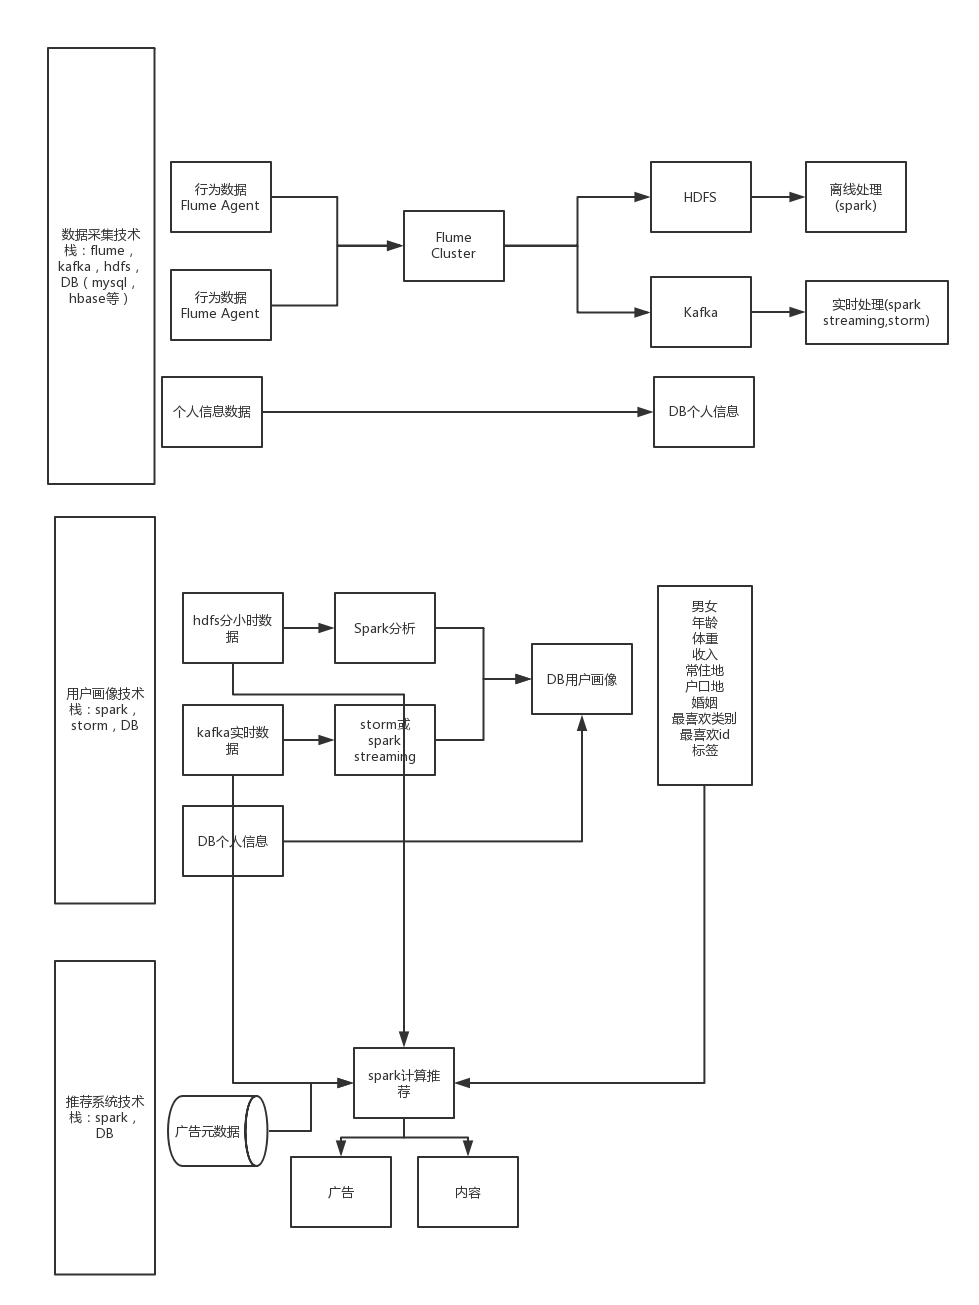 数据采集技术
栈：flume，
kafka，hdfs，
DB（mysql，
hbase等）
行为数据
Flume Agent
行为数据
Flume Agent
Flume
Cluster
HDFS
离线处理
(spark)
Kafka
实时处理(spark
streaming,storm)
个人信息数据
DB个人信息
用户画像技术
栈：spark，
storm，DB
hdfs分小时数
据
Spark分析
kafka实时数
据
storm或
spark
streaming
DB个人信息
DB用户画像
男女
年龄
体重
收入
常住地
户口地
婚姻
最喜欢类别
最喜欢id
标签
推荐系统技术
栈：spark，
DB
广告元数据
spark计算推
荐
广告
内容